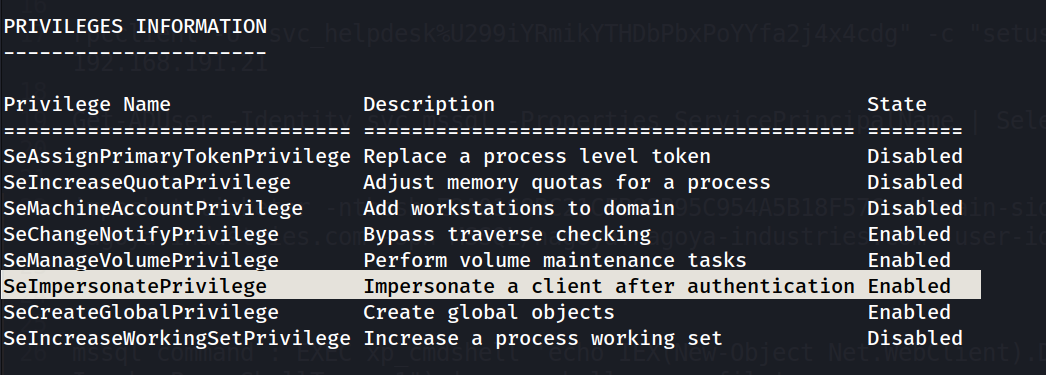 PRIVILEGES INFORMATION
----------------------
Privilege Name Description State
============================= ========================================= ========
SeAssignPrimaryTokenPrivilege Replace a process level token Disabled
SeIncreaseQuotaPrivilege Adjust memory quotas for a process Disabled
SeMachineAccountPrivilege Add workstations to domain Disabled
SeChangeNotifyPrivilege Bypass traverse checking Enabled
SeManageVolumePrivilege Perform volume maintenance tasks Enabled
SeImpersonatePrivilege Impersonate a client after authentication Enabled
SeCreateGlobalPrivilege Create global objects Enabled
SeIncreaseWorkingSetPrivilege Increase a process working set Disabled